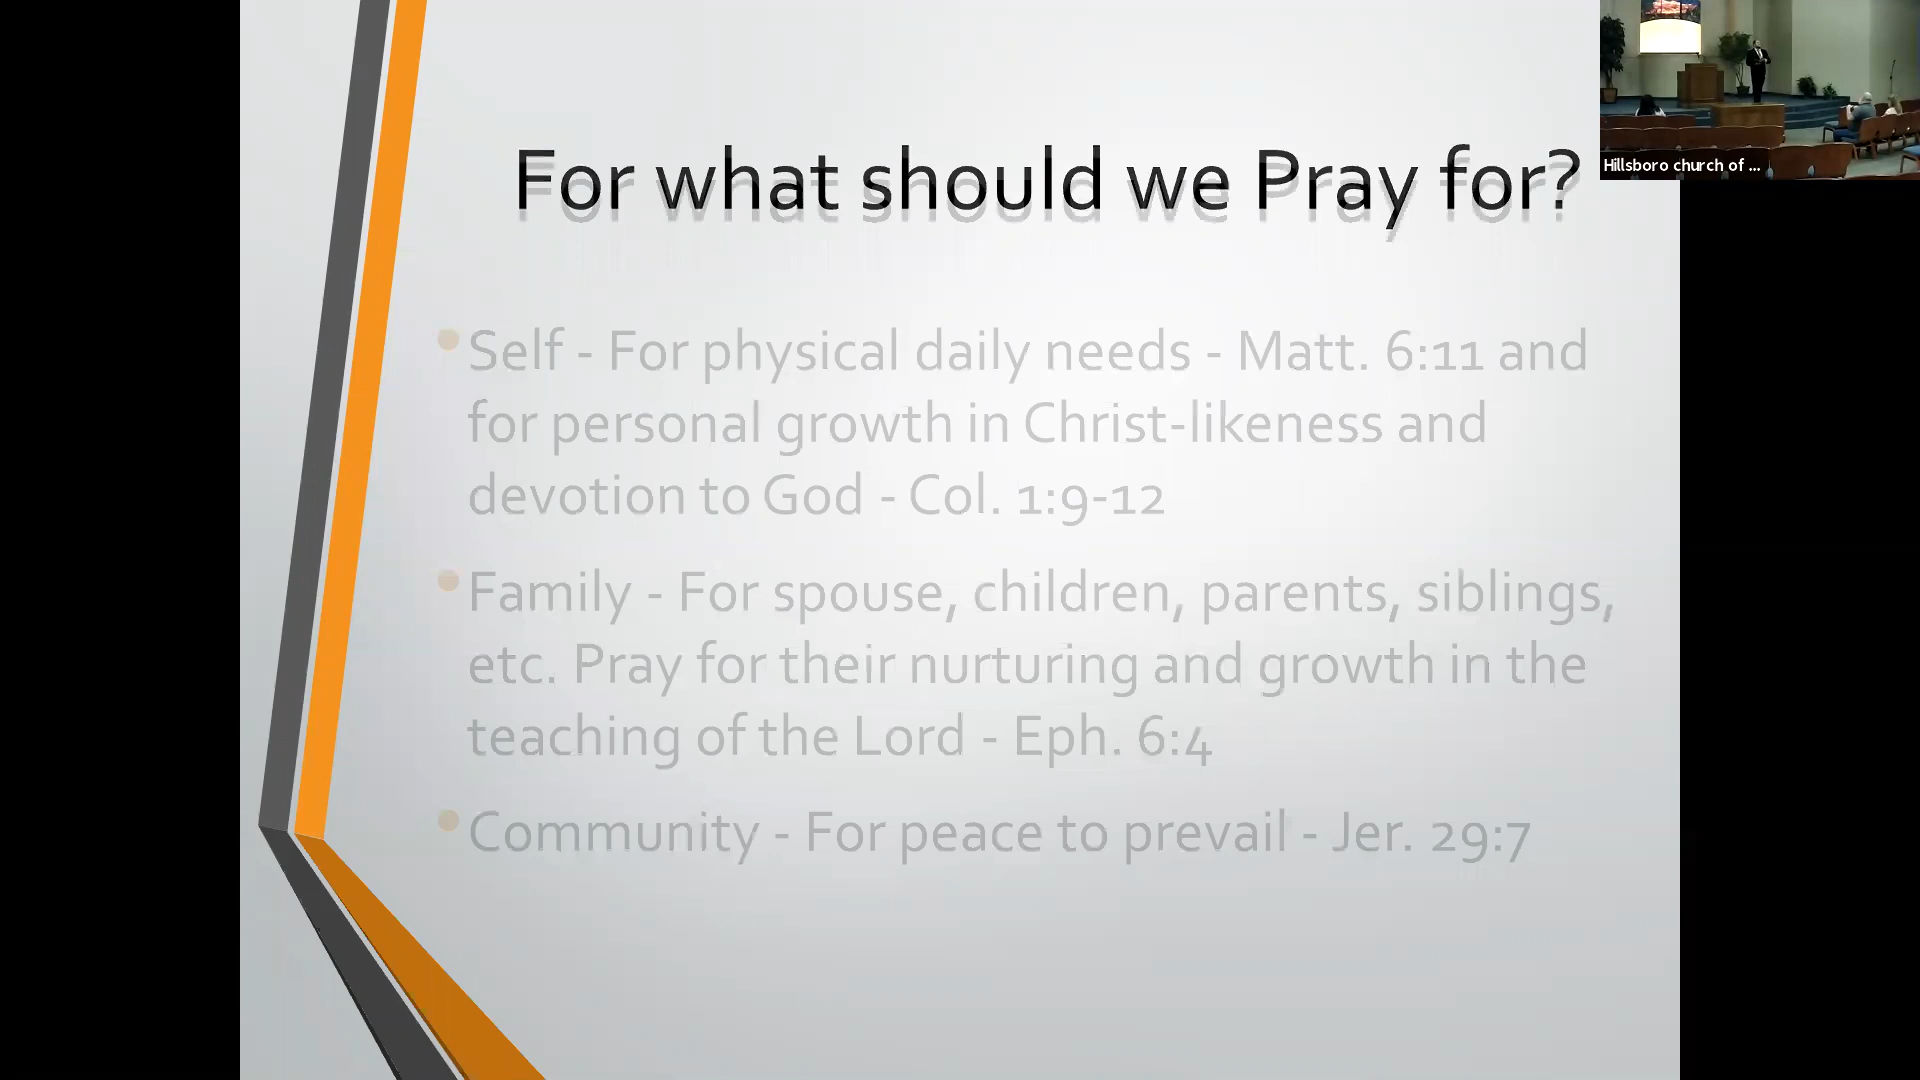 For what should we Pray for?
• Self - For physical daily needs - Matt. 6:11 and
for personal growth in Christ-likeness and
devotion to God - Col. 1:9-12
• Family - For spouse, children, parents, siblings,
etc. Pray for their nurturing and growth in the
teaching of the Lord - Eph. 6:4
• Community - For peace to prevail - Jer. 29:7
Hillsboro church of ...